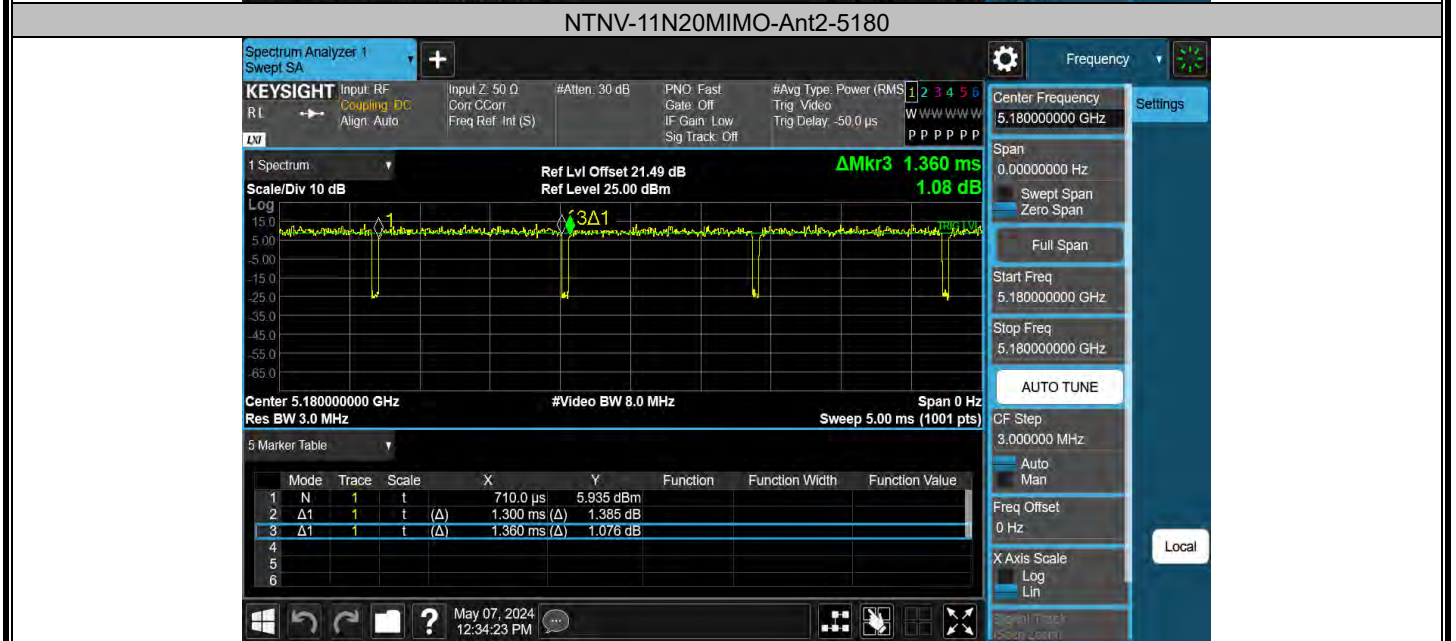 NTNV-11N20MIMO-Ant2-5180
Spectrum Analyzer 1
Swept SA
+
Frequency
KEYSIGHT
RL
LXI
Input: RF
Coupling: DC
Align: Auto
Input Z: 50 Ω
Corr CCorr
Freq Ref: Int (S)
#Atten: 30 dB
PNO: Fast
Gate: Off
IF Gain: Low
Sig Track: Off
#Avg Type: Power (RMS
Trig: Video
Trig Delay: -50.0 µs
1 2 3 4 5 6
W W W W W W
P P P P P P
Center Frequency
5.180000000 GHz
Settings
1 Spectrum
Scale/Div 10 dB
Ref Lvl Offset 21.49 dB
Ref Level 25.00 dBm
ΔMkr3 1.360 ms
1.08 dB
Span
0.00000000 Hz
Swept Span
Zero Span
Full Span
Start Freq
5.180000000 GHz
Stop Freq
5.180000000 GHz
AUTO TUNE
CF Step
3.000000 MHz
Auto
Man
Freq Offset
0 Hz
X Axis Scale
Log
Lin
Local
Log
15.0
5.00
-5.00
-15.0
-25.0
-35.0
-45.0
-55.0
-65.0
1
3Δ1
TRIG LVL
Center 5.180000000 GHz
Res BW 3.0 MHz
#Video BW 8.0 MHz
Span 0 Hz
Sweep 5.00 ms (1001 pts)
5 Marker Table
Mode Trace Scale X Y Function Function Width Function Value
1 N 1 t 710.0 µs 5.935 dBm
2 Δ1 1 t (Δ) 1.300 ms (Δ) 1.385 dB
3 Δ1 1 t (Δ) 1.360 ms (Δ) 1.076 dB
4
5
6
?
May 07, 2024
12:34:23 PM